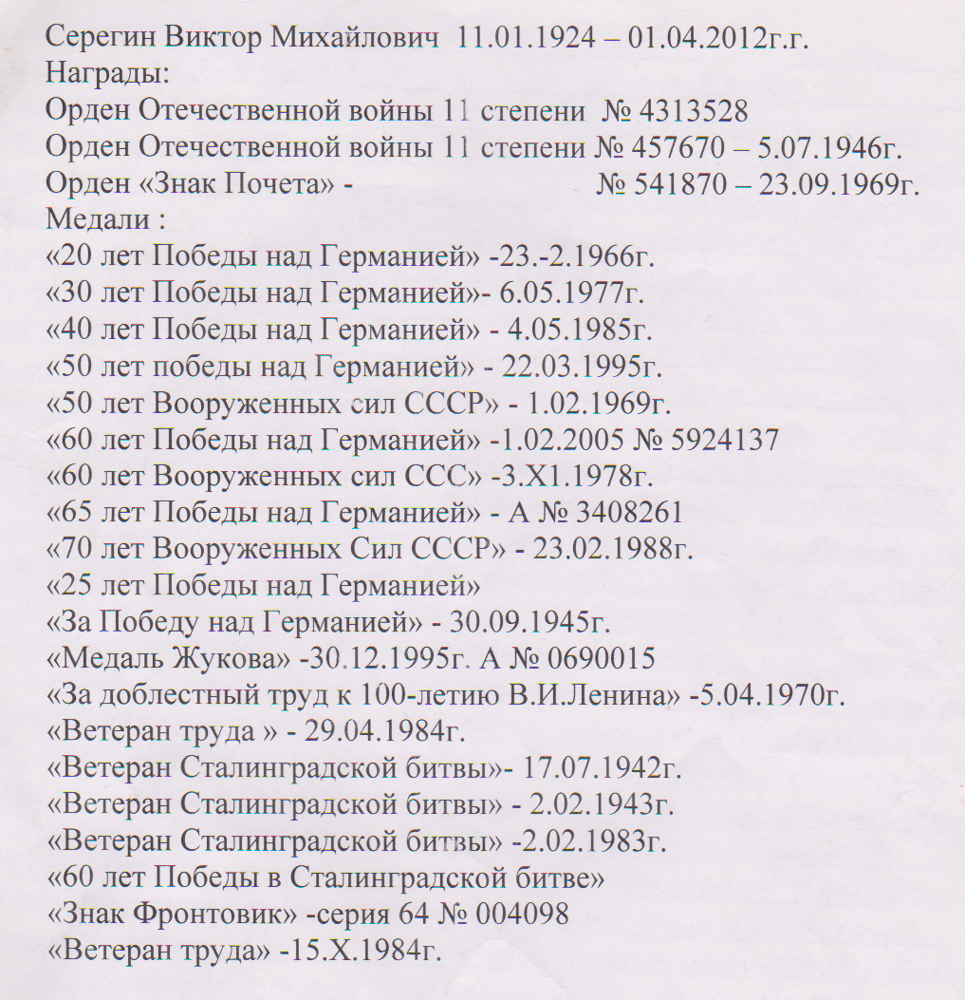 Серегин Виктор Михайлович 11.01.1924 – 01.04.2012г.г.
Награды:
Орден Отечественной войны 11 степени № 4313528
Орден Отечественной войны 11 степени № 457670 – 5.07.1946г.
Орден «Знак Почета» - № 541870 – 23.09.1969г.
Медали :
«20 лет Победы над Германией» -23.-2.1966г.
«30 лет Победы над Германией»- 6.05.1977г.
«40 лет Победы над Германией» - 4.05.1985г.
«50 лет победы над Германией» - 22.03.1995г.
«50 лет Вооруженных сил СССР» - 1.02.1969г.
«60 лет Победы над Германией» -1.02.2005 № 5924137
«60 лет Вооруженных сил ССС» -3.X1.1978г.
«65 лет Победы над Германией» - А № 3408261
«70 лет Вооруженных Сил СССР» - 23.02.1988г.
«25 лет Победы над Германией»
«За Победу над Германией» - 30.09.1945г.
«Медаль Жукова» -30.12.1995г. А № 0690015
«За доблестный труд к 100-летию В.И.Ленина» -5.04.1970г.
«Ветеран труда » - 29.04.1984г.
«Ветеран Сталинградской битвы»- 17.07.1942г.
«Ветеран Сталинградской битвы» - 2.02.1943г.
«Ветеран Сталинградской битвы» -2.02.1983г.
«60 лет Победы в Сталинградской битве»
«Знак Фронтовик» -серия 64 № 004098
«Ветеран труда» -15.X.1984г.